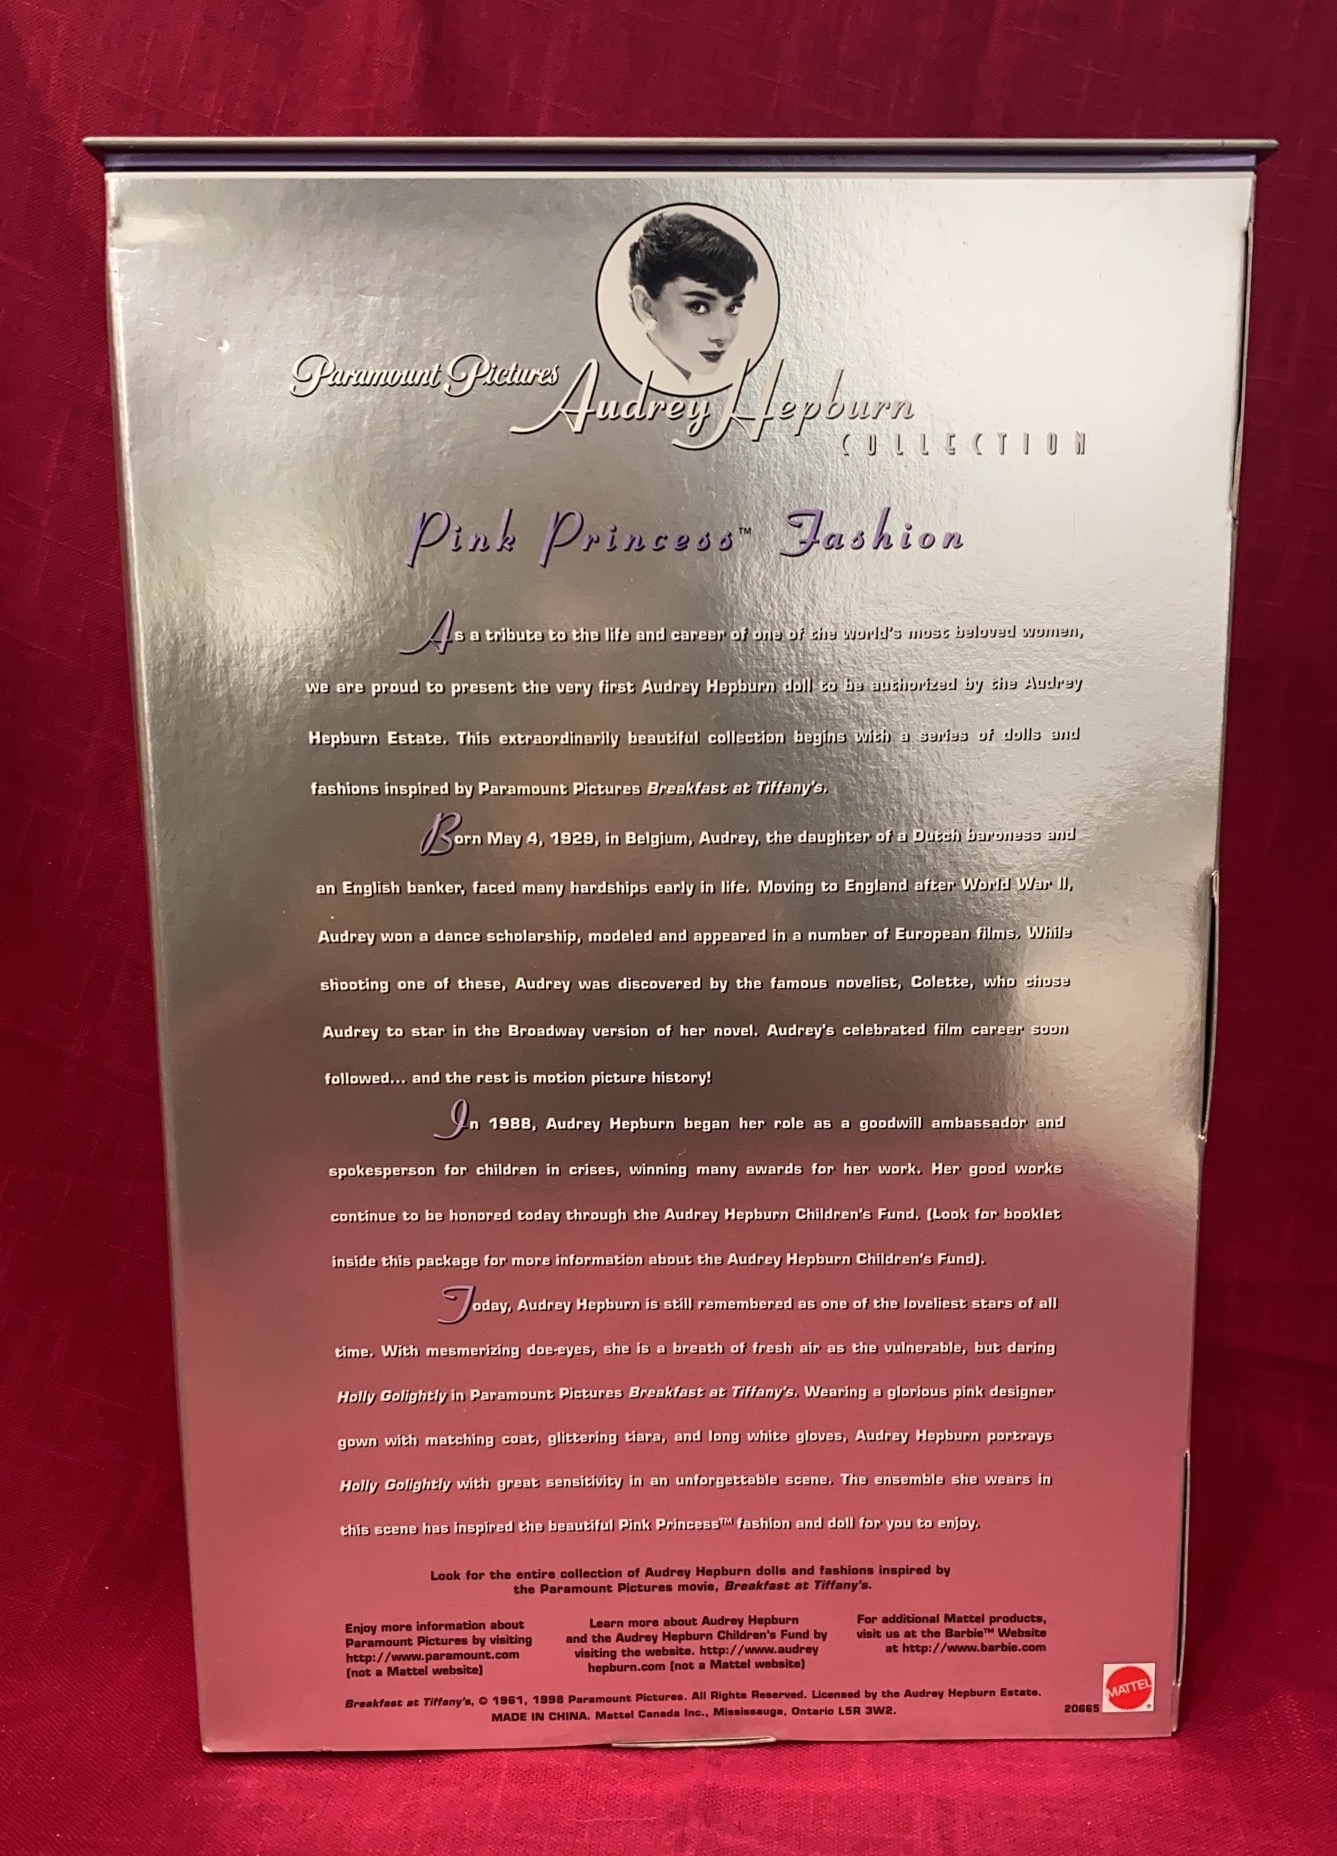 Paramount Pictures
Audrey Hepburn
COLLECTION
Pink Princess™ Fashion
As a tribute to the life and career of one of the world's most beloved women,
we are proud to present the very first Audrey Hepburn doll to be authorized by the Audrey
Hepburn Estate. This extraordinarily beautiful collection begins with a series of dolls and
fashions inspired by Paramount Pictures Breakfast at Tiffany's.
Born May 4, 1929, in Belgium, Audrey, the daughter of a Dutch baroness and
an English banker, faced many hardships early in life. Moving to England after World War II,
Audrey won a dance scholarship, modeled and appeared in a number of European films. While
shooting one of these, Audrey was discovered by the famous novelist, Colette, who chose
Audrey to star in the Broadway version of her novel. Audrey's celebrated film career soon
followed... and the rest is motion picture history!
In 1988, Audrey Hepburn began her role as a goodwill ambassador and
spokesperson for children in crises, winning many awards for her work. Her good works
continue to be honored today through the Audrey Hepburn Children's Fund. (Look for booklet
inside this package for more information about the Audrey Hepburn Children's Fund).
Today, Audrey Hepburn is still remembered as one of the loveliest stars of all
time. With mesmerizing doe-eyes, she is a breath of fresh air as the vulnerable, but daring
Holly Golightly in Paramount Pictures Breakfast at Tiffany's. Wearing a glorious pink designer
gown with matching coat, glittering tiara, and long white gloves, Audrey Hepburn portrays
Holly Golightly with great sensitivity in an unforgettable scene. The ensemble she wears in
this scene has inspired the beautiful Pink Princess™ fashion and doll for you to enjoy.
Look for the entire collection of Audrey Hepburn dolls and fashions inspired by
the Paramount Pictures movie, Breakfast at Tiffany's.
Enjoy more information about
Paramount Pictures by visiting
http://www.paramount.com
(not a Mattel website)
Learn more about Audrey Hepburn
and the Audrey Hepburn Children's Fund by
visiting the website. http://www.audrey
hepburn.com (not a Mattel website)
For additional Mattel products,
visit us at the Barbie™ Website
at http://www.barbie.com
Breakfast at Tiffany's, © 1961, 1998 Paramount Pictures. All Rights Reserved. Licensed by the Audrey Hepburn Estate.
MADE IN CHINA. Mattel Canada Inc., Mississauga, Ontario L5R 3W2.
20665
MATTEL®